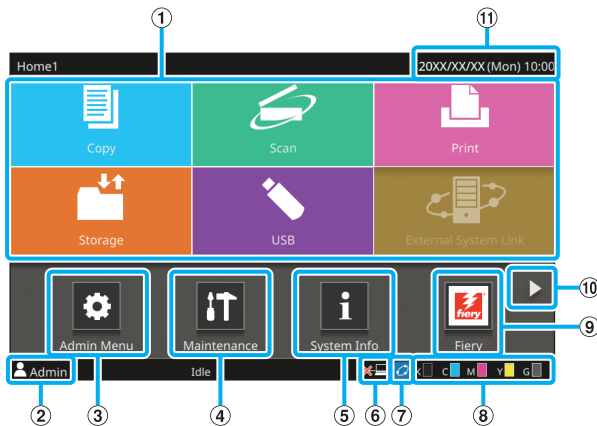 ① ⑪
Home1 20XX/XX/XX (Mon) 10:00
Copy Scan Print
Storage USB External System Link
⑩
fiery
⑨
Admin Menu Maintenance System Info Fiery
Admin Idle K C M Y G
② ③ ④ ⑤ ⑥ ⑦ ⑧